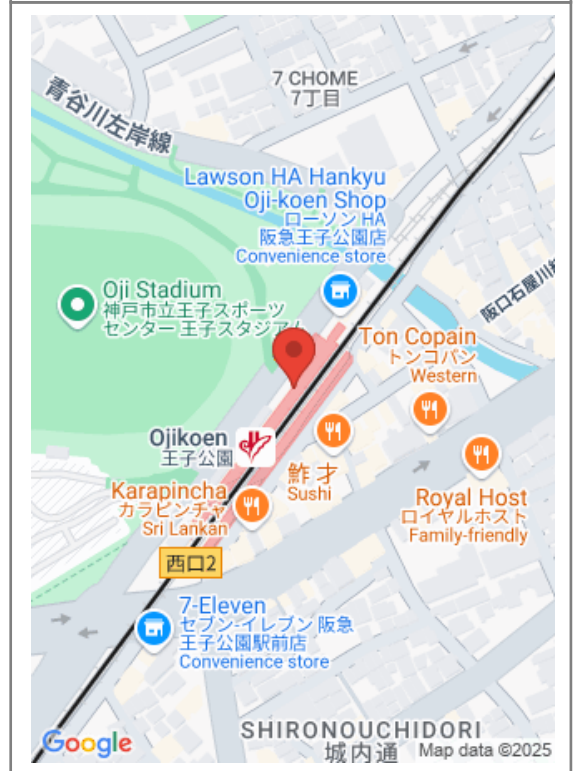 7 CHOME
7丁目
青谷川左岸線
Lawson HA Hankyu
Oji-koen Shop
ローソン HA
阪急王子公園店
Convenience store
Oji Stadium
神戸市立王子スポーツ
センター 王子スタジアム
阪口石屋川線
Ton Copain
トンコパン
Western
Ojikoen
王子公園
鮓才
Sushi
Karapincha
カラピンチャ
Sri Lankan
Royal Host
ロイヤルホスト
Family-friendly
西口2
7-Eleven
セブン-イレブン 阪急
王子公園駅前店
Convenience store
SHIRONOUCHIDORI
城内通
Google
Map data ©2025